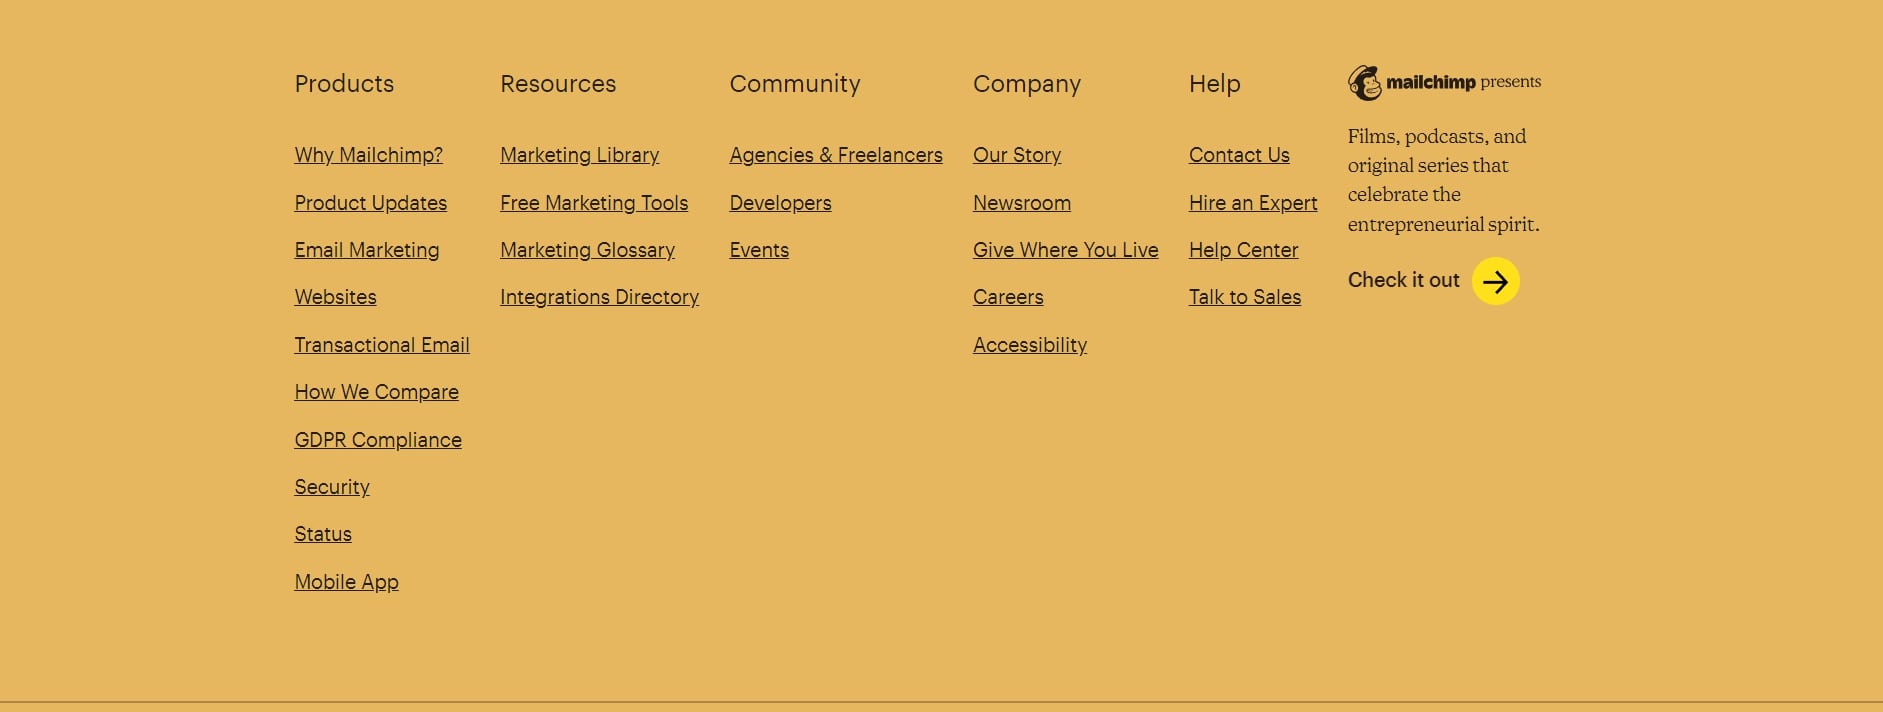 Products
Why Mailchimp?
Product Updates
Email Marketing
Websites
Transactional Email
How We Compare
GDPR Compliance
Security
Status
Mobile App
Resources
Marketing Library
Free Marketing Tools
Marketing Glossary
Integrations Directory
Community
Agencies & Freelancers
Developers
Events
Company
Our Story
Newsroom
Give Where You Live
Careers
Accessibility
Help
Contact Us
Hire an Expert
Help Center
Talk to Sales
mailchimp presents
Films, podcasts, and
original series that
celebrate the
entrepreneurial spirit.
Check it out